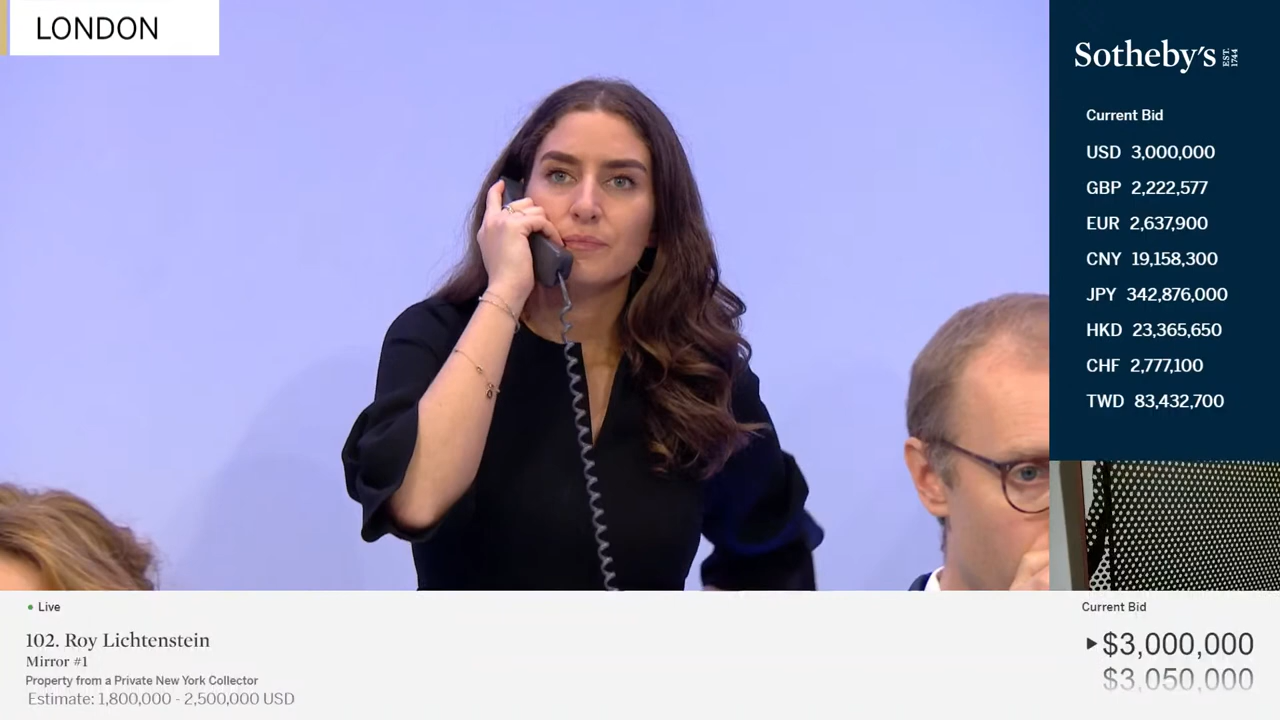 LONDON
Sotheby's EST. 1744
Current Bid
USD 3,000,000
GBP 2,222,577
EUR 2,637,900
CNY 19,158,300
JPY 342,876,000
HKD 23,365,650
CHF 2,777,100
TWD 83,432,700
Live
102. Roy Lichtenstein
Mirror #1
Property from a Private New York Collector
Estimate: 1,800,000 - 2,500,000 USD
Current Bid
$3,000,000
$3,050,000